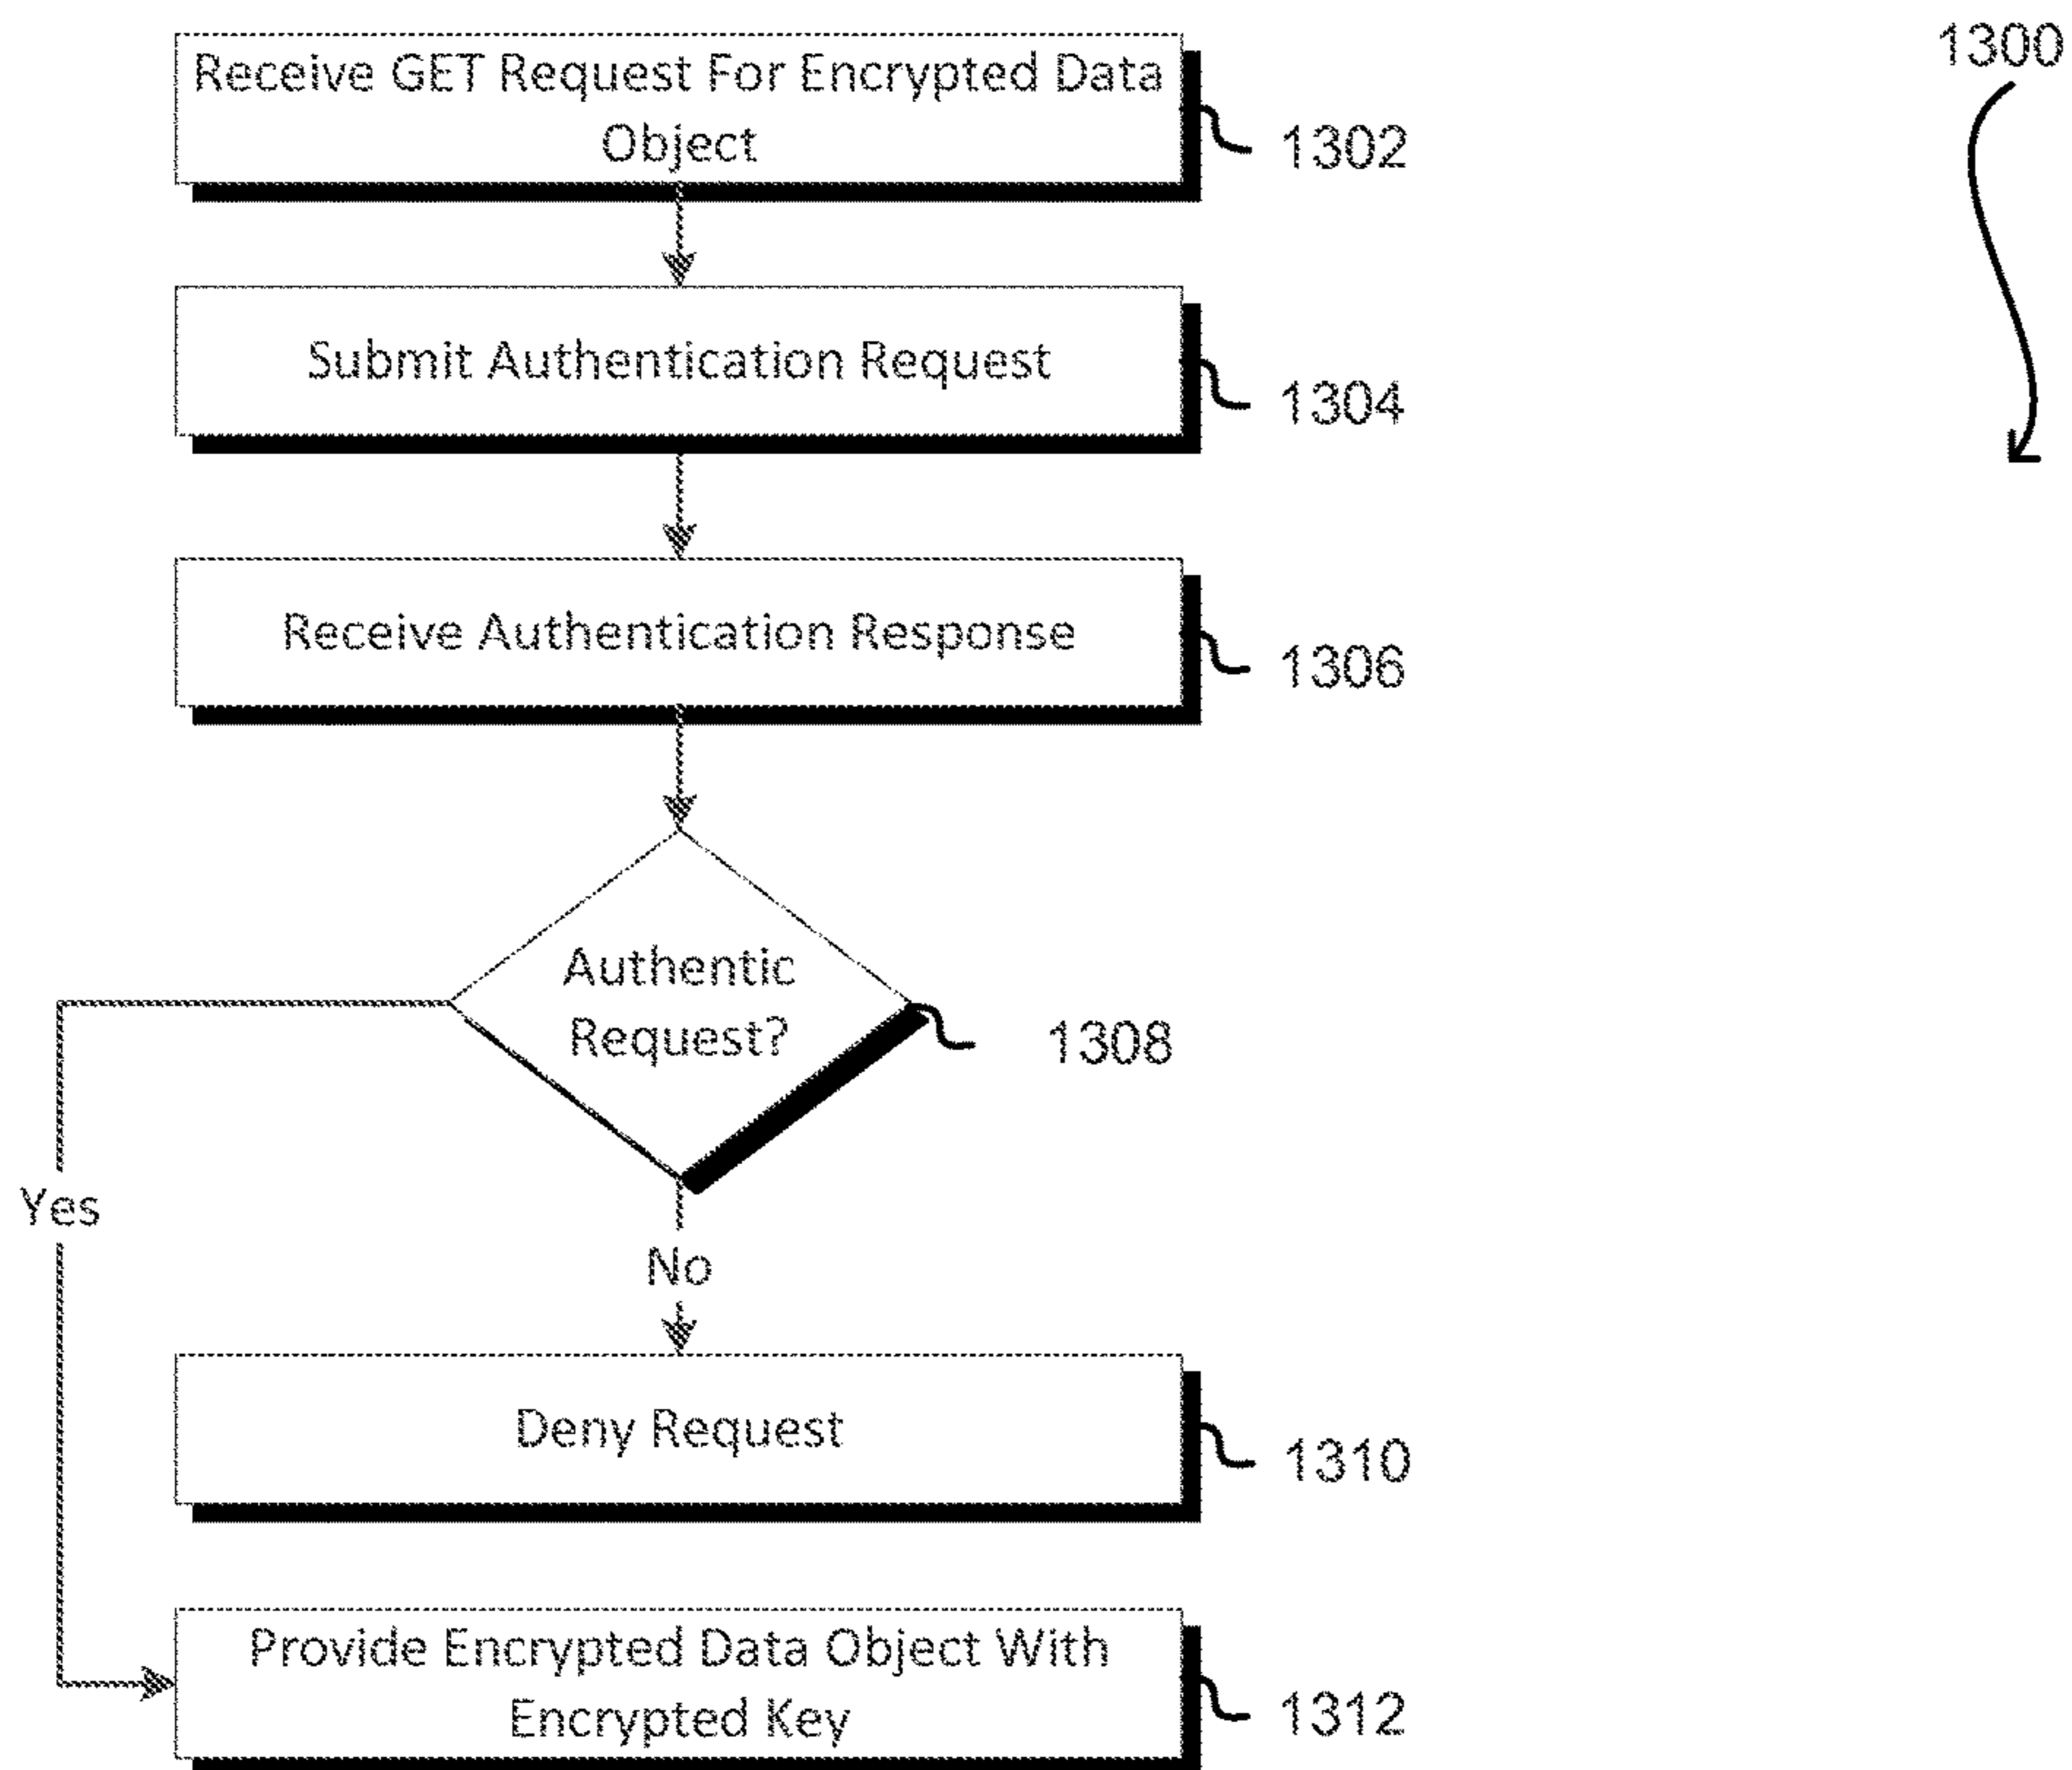 1300
Receive GET Request For Encrypted Data
Object
1302
Submit Authentication Request
1304
Receive Authentication Response
1306
Authentic
Request?
1308
Yes
No
Deny Request
1310
Provide Encrypted Data Object With
Encrypted Key
1312